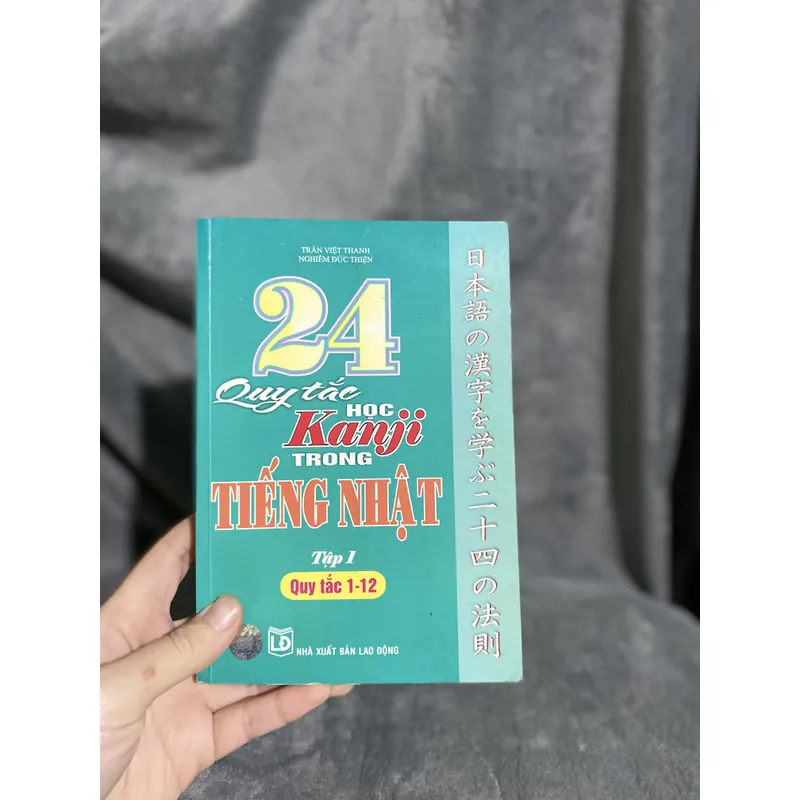 TRẦN VIỆT THANH
NGHIÊM ĐỨC THIỆN
24
Quy tắc
HỌC
Kanji
TRONG
TIẾNG NHẬT
Tập 1
Quy tắc 1-12
LĐ
NHÀ XUẤT BẢN LAO ĐỘNG
日本語の漢字を学ぶ二十四の法則